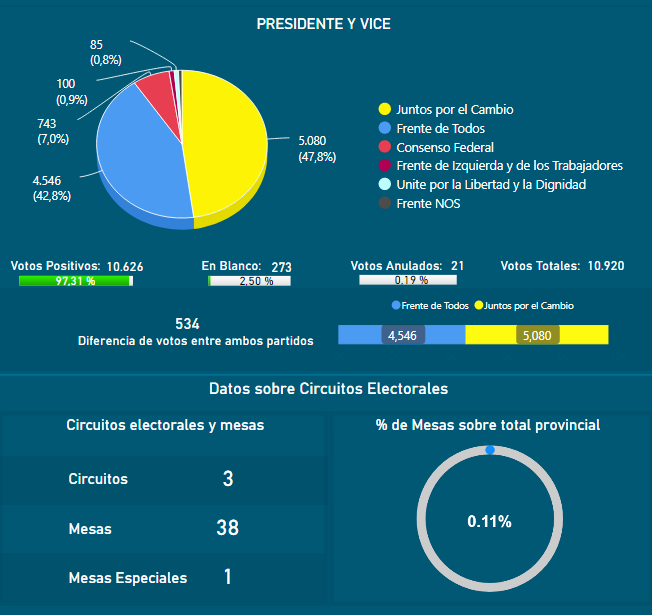 PRESIDENTE Y VICE
85
(0,8%)
100
(0,9%)
743
(7,0%)
4.546
(42,8%)
5.080
(47,8%)
Juntos por el Cambio
Frente de Todos
Consenso Federal
Frente de Izquierda y de los Trabajadores
Unite por la Libertad y la Dignidad
Frente NOS
Votos Positivos: 10.626
97,31 %
En Blanco: 273
2,50 %
Votos Anulados: 21
0,19 %
Votos Totales: 10.920
534
Diferencia de votos entre ambos partidos
Frente de Todos Juntos por el Cambio
4,546 5,080
Datos sobre Circuitos Electorales
Circuitos electorales y mesas
Circuitos 3
Mesas 38
Mesas Especiales 1
% de Mesas sobre total provincial
0.11%